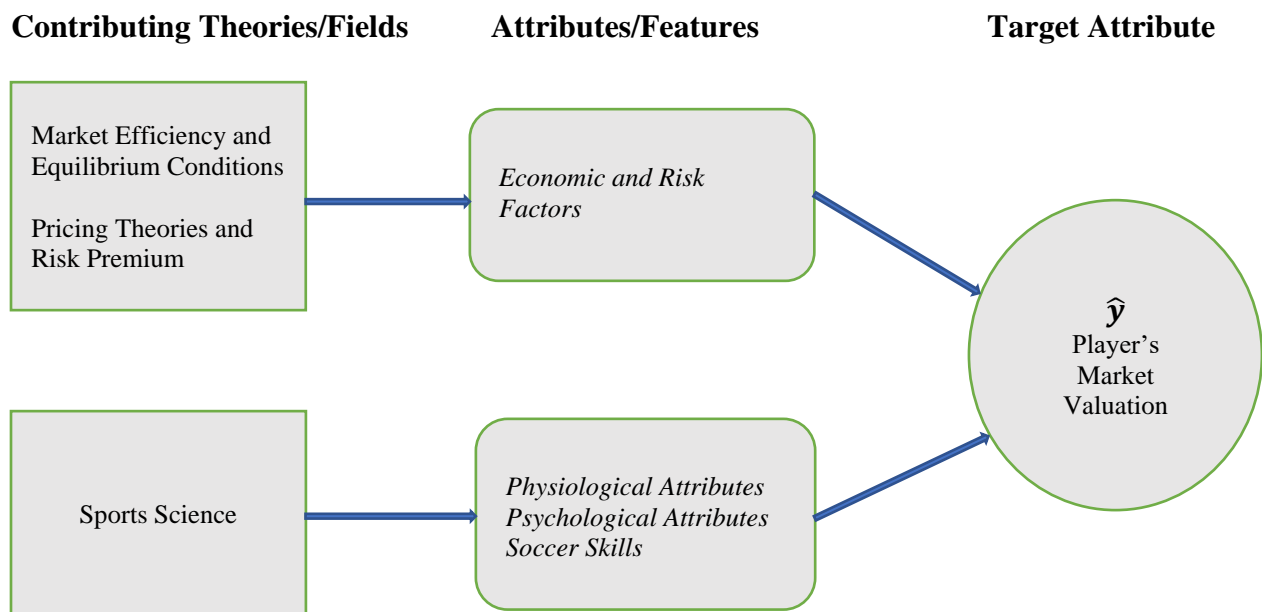 Contributing Theories/Fields
Attributes/Features
Target Attribute
Market Efficiency and
Equilibrium Conditions
Pricing Theories and
Risk Premium
Economic and Risk
Factors
ŷ
Player’s
Market
Valuation
Sports Science
Physiological Attributes
Psychological Attributes
Soccer Skills